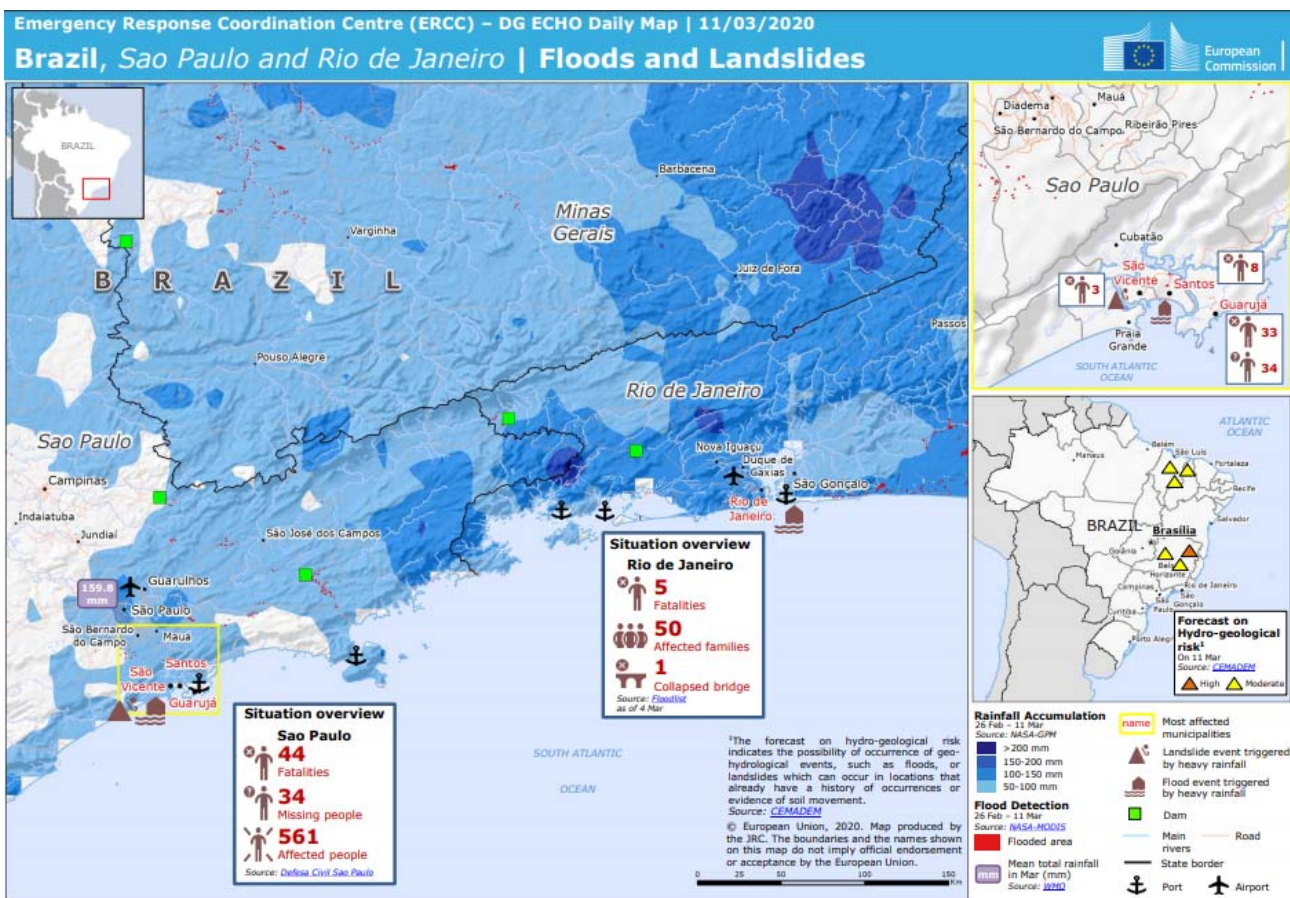 Emergency Response Coordination Centre (ERCC) – DG ECHO Daily Map | 11/03/2020
Brazil, Sao Paulo and Rio de Janeiro | Floods and Landslides
European
Commission
BRAZIL
Barbacena
Minas
Gerais
Varginha
BRAZIL
Juiz de Fora
Passos
Pouso Alegre
Rio de Janeiro
Sao Paulo
Nova Iguaçu
Duque de
Caxias
São Gonçalo
Rio de
Janeiro
Campinas
Indaiatuba
Jundiaí
São José dos Campos
159.8
mm
Guarulhos
São Paulo
São Bernardo
do Campo
Maua
São
Vicente
Santos
Guarujá
Situation overview
Sao Paulo
44
Fatalities
34
Missing people
561
Affected people
Source: Defesa Civil Sao Paulo
Situation overview
Rio de Janeiro
5
Fatalities
50
Affected families
1
Collapsed bridge
Source: Floodlist
as of 4 Mar
SOUTH ATLANTIC
OCEAN
¹The forecast on hydro-geological risk
indicates the possibility of occurrence of geo-
hydrological events, such as floods, or
landslides which can occur in locations that
already have a history of occurrences or
evidence of soil movement.
Source: CEMADEM
© European Union, 2020. Map produced by
the JRC. The boundaries and the names shown
on this map do not imply official endorsement
or acceptance by the European Union.
0 50 100 150
Km
Diadema
Mauá
São Bernardo do Campo
Ribeirão Pires
Sao Paulo
Cubatão
São
Vicente
Santos
Guarujá
3
8
33
34
Praia
Grande
SOUTH ATLANTIC
OCEAN
ATLANTIC
OCEAN
Belém
São Luís
Manaus
Fortaleza
Recife
Salvador
BRAZIL
Brasília
Goiânia
Belo
Horizonte
Rio de Janeiro
Campinas
São
Paulo
São
Gonçalo
Curitiba
Porto Alegre
Forecast on
Hydro-geological
risk¹
On 11 Mar
Source: CEMADEM
High
Moderate
Rainfall Accumulation
26 Feb – 11 Mar
Source: NASA-GPM
>200 mm
150-200 mm
100-150 mm
50-100 mm
Flood Detection
26 Feb – 11 Mar
Source: NASA-MODIS
Flooded area
mm
Mean total rainfall
in Mar (mm)
Source: WMO
name
Most affected
municipalities
Landslide event triggered
by heavy rainfall
Flood event triggered
by heavy rainfall
Dam
Main
rivers
Road
State border
Port
Airport